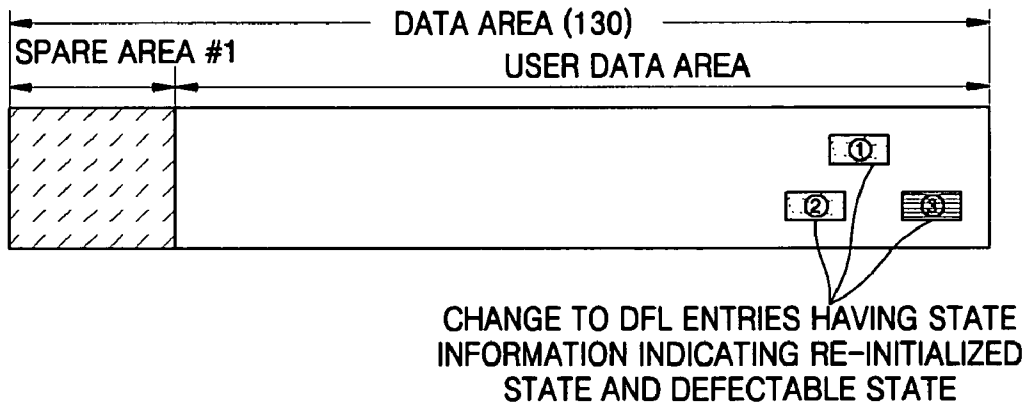 DATA AREA (130)
SPARE AREA #1
USER DATA AREA
①
②
③
CHANGE TO DFL ENTRIES HAVING STATE
INFORMATION INDICATING RE-INITIALIZED
STATE AND DEFECTABLE STATE